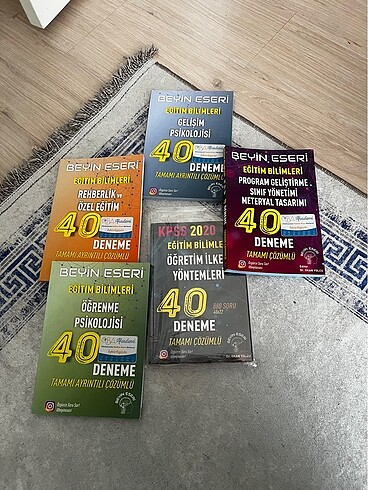 BEYİN ESERİ
EĞİTİM BİLİMLERİ
GELİŞİM
PSİKOLOJİSİ
40
DENEME
TAMAMI AYRINTILI ÇÖZÜMLÜ
BEYİN ESERİ
EĞİTİM BİLİMLERİ
PROGRAM GELİŞTİRME
SINIF YÖNETİMİ
METERYAL TASARIMI
40
DENEME
TAMAMI ÇÖZÜMLÜ
BEYİN ESERİ
EĞİTİM BİLİMLERİ
REHBERLİK ve
ÖZEL EĞİTİM
40
DENEME
TAMAMI AYRINTILI ÇÖZÜMLÜ
KPSS 2020
EĞİTİM BİLİMLE
ÖĞRETİM İLKE
YÖNTEMLERİ
40
880 SORU
40x22
DENEME
TAMAMI ÇÖZÜMLÜ
BEYİN ESERİ
EĞİTİM BİLİMLERİ
ÖĞRENME
PSİKOLOJİSİ
40
DENEME
TAMAMI AYRINTILI ÇÖZÜMLÜ